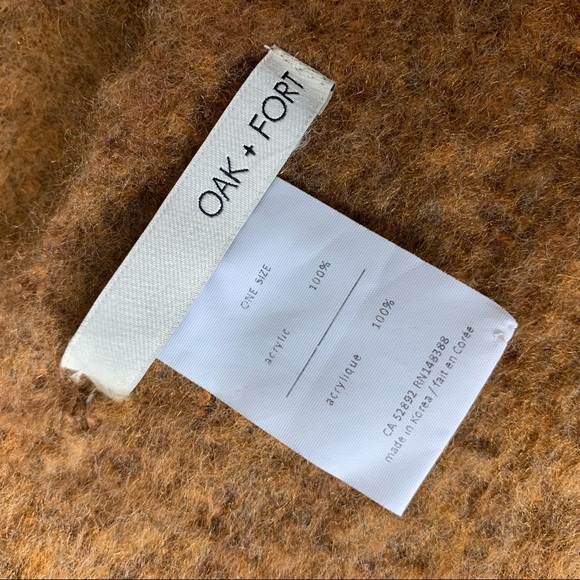 OAK + FORT
ONE SIZE
acrylic 100%
acrylique 100%
CA 52892 RN148388
made in Korea / fait en Corée